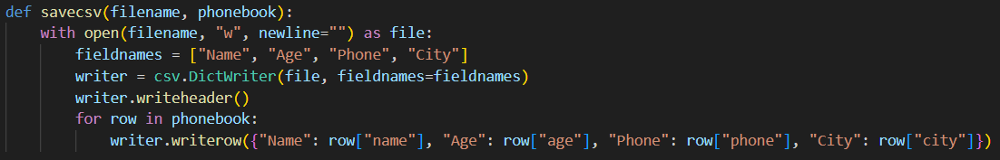 def savecsv(filename, phonebook):
    with open(filename, "w", newline="") as file:
        fieldnames = ["Name", "Age", "Phone", "City"]
        writer = csv.DictWriter(file, fieldnames=fieldnames)
        writer.writeheader()
        for row in phonebook:
            writer.writerow({"Name": row["name"], "Age": row["age"], "Phone": row["phone"], "City": row["city"]})